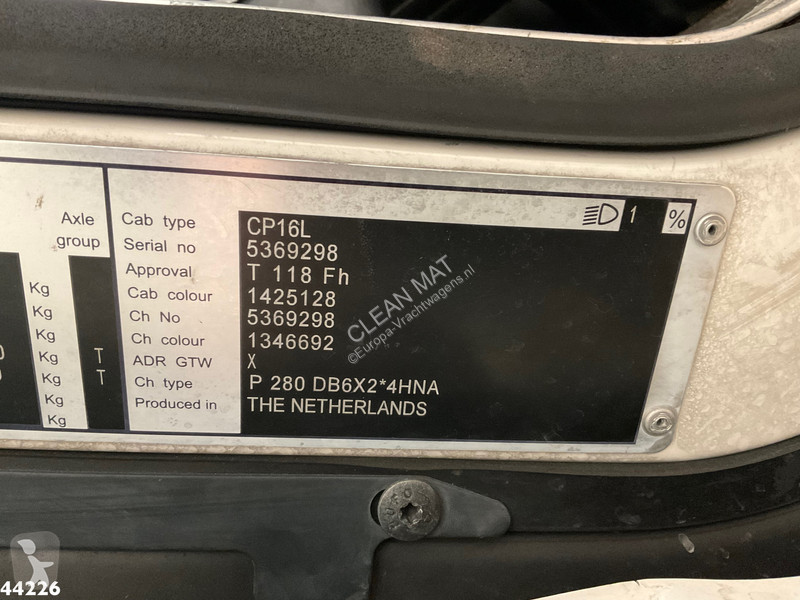 Axle group
Cab type CP16L
Serial no 5369298
Approval T 118 Fh
Cab colour 1425128
Ch No 5369298
Ch colour 1346692
ADR GTW X
Ch type P 280 DB6X2*4HNA
Produced in THE NETHERLANDS
1 %
Kg
Kg
Kg
Kg T
Kg T
Kg
Kg
CLEAN MAT
©Europa-Vrachtwagens.nl
44226